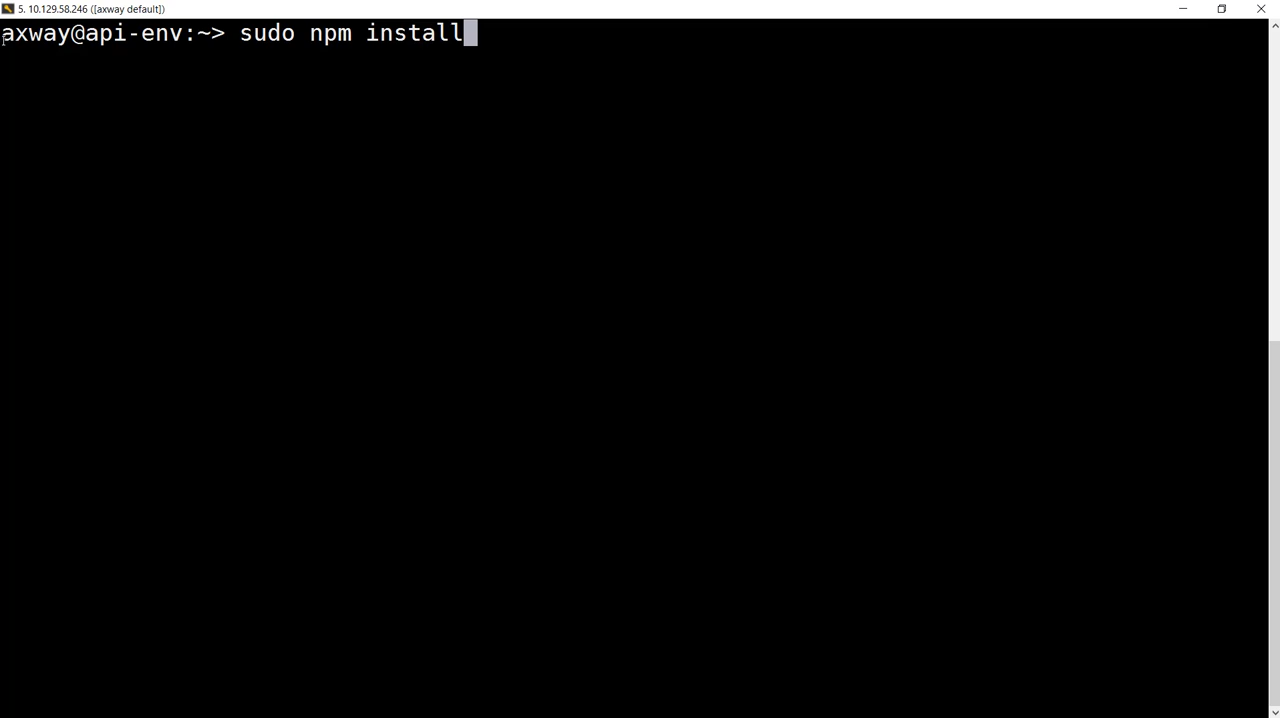 5. 10.129.58.246 ([axway default])
axway@api-env:~> sudo npm install